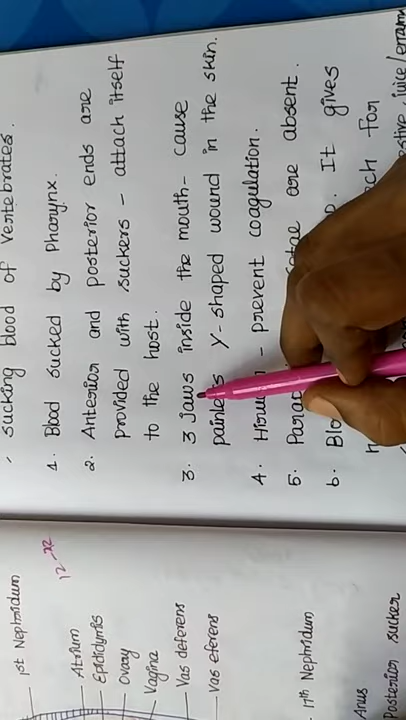 sucking blood of Vertebrates.
1. Blood sucked by Pharynx.
2. Anterior and posterior ends are
provided with suckers - attach itself
to the host.
3. 3 jaws inside the mouth - cause
painless Y-shaped wound in the skin.
4. - prevent coagulation.
5. are absent.
6. It gives
for
juice/
12-22
1st Nephridum
Atrium
Epididymis
Ovary
Vagina
Vas deferens
Vas eferens
17th Nephridum
Anus
Posterior sucker